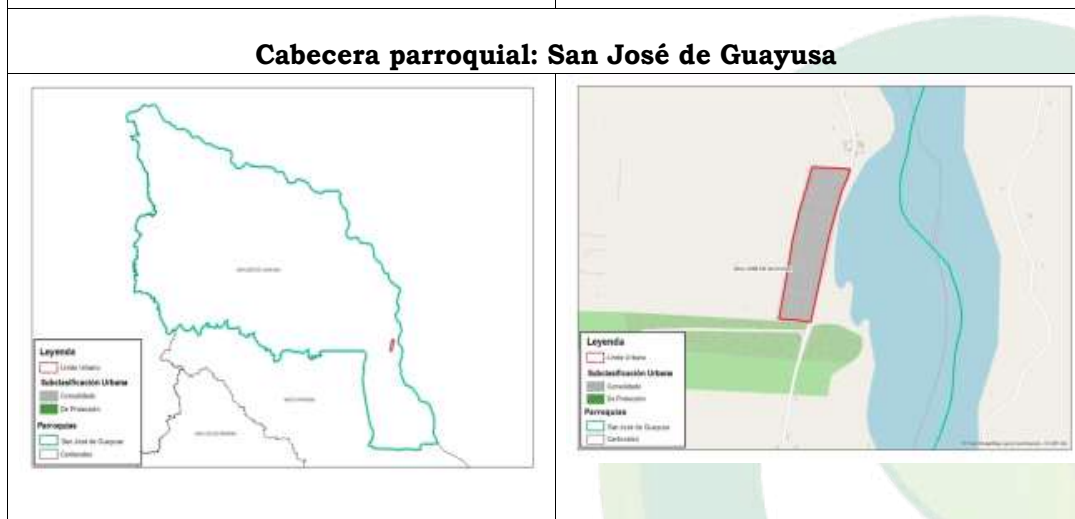 Cabecera parroquial: San José de Guayusa
Leyenda
Límite Urbano
Subclasificación Urbana
Consolidado
De Protección
Parroquias
San José de Guayusa
Cantonales
Leyenda
Límite Urbano
Subclasificación Urbana
Consolidado
De Protección
Parroquias
San José de Guayusa
Cantonales